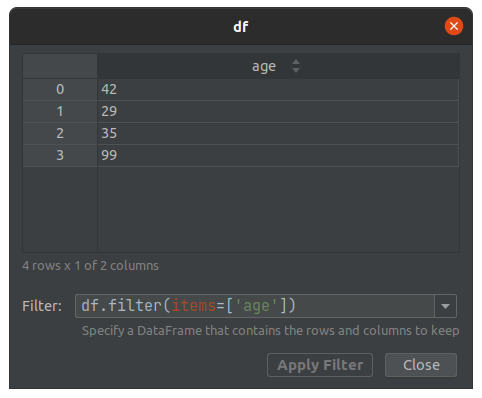 df
age
0 42
1 29
2 35
3 99
4 rows x 1 of 2 columns
Filter: df.filter(items=['age'])
Specify a DataFrame that contains the rows and columns to keep
Apply Filter Close